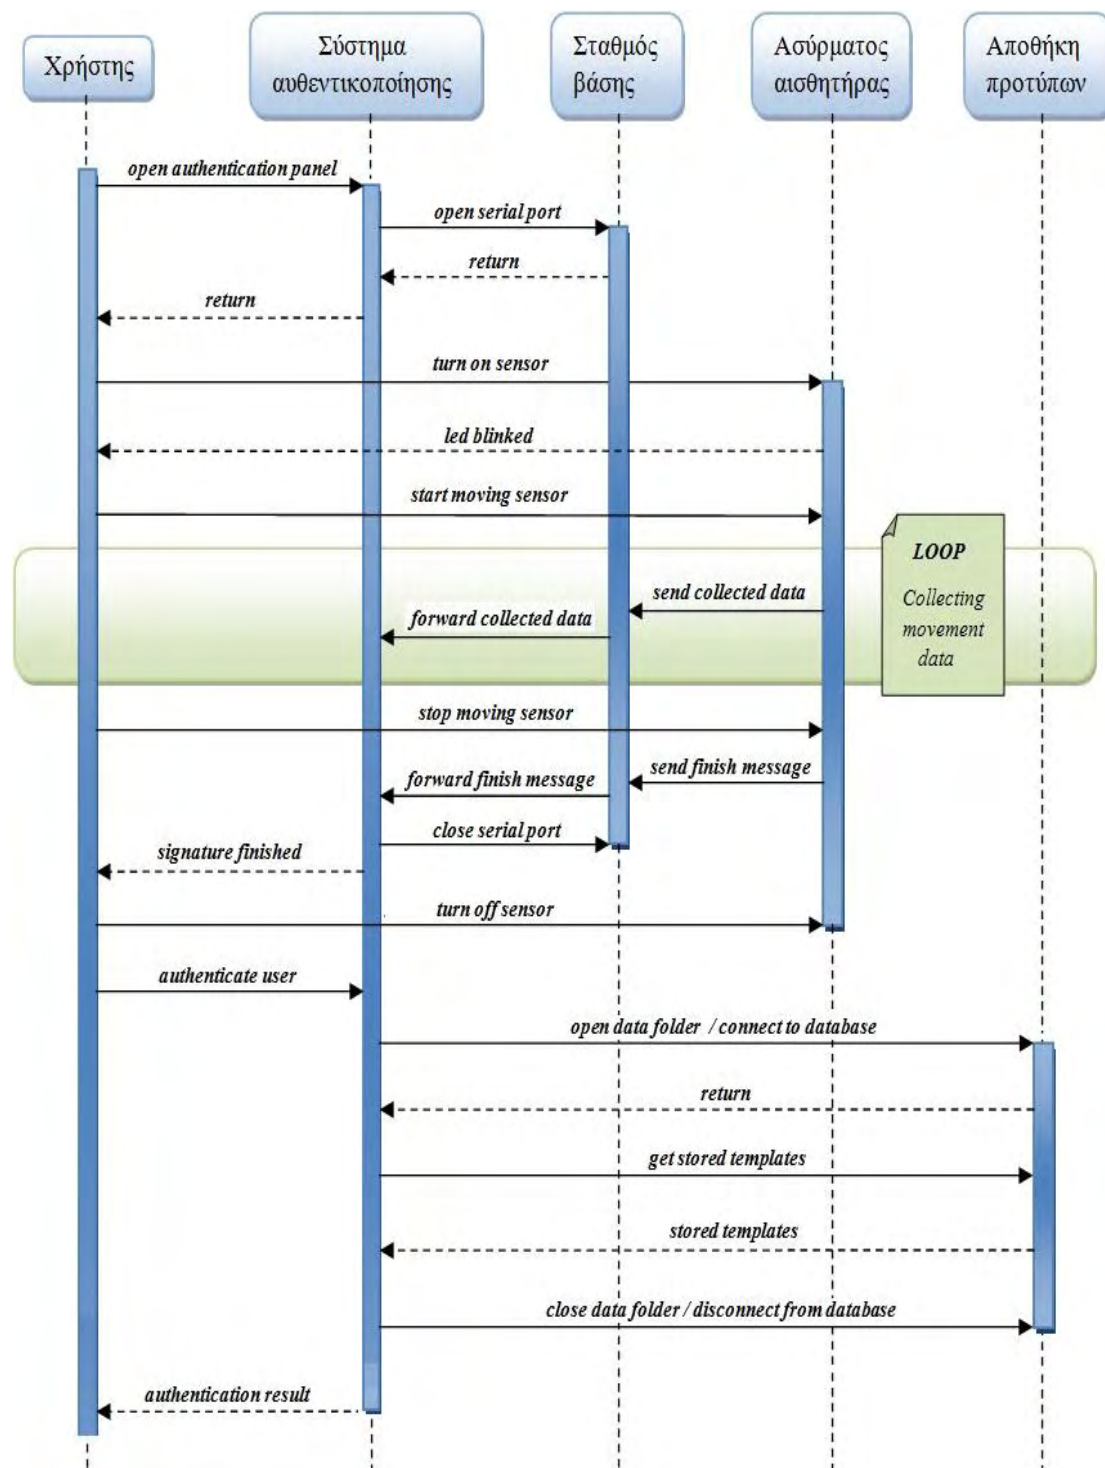 Χρήστης
Σύστημα
αυθεντικοποίησης
Σταθμός
βάσης
Ασύρματος
αισθητήρας
Αποθήκη
προτύπων
open authentication panel
open serial port
return
return
turn on sensor
led blinked
start moving sensor
LOOP
Collecting
movement
data
send collected data
forward collected data
stop moving sensor
send finish message
forward finish message
close serial port
signature finished
turn off sensor
authenticate user
open data folder / connect to database
return
get stored templates
stored templates
close data folder / disconnect from database
authentication result